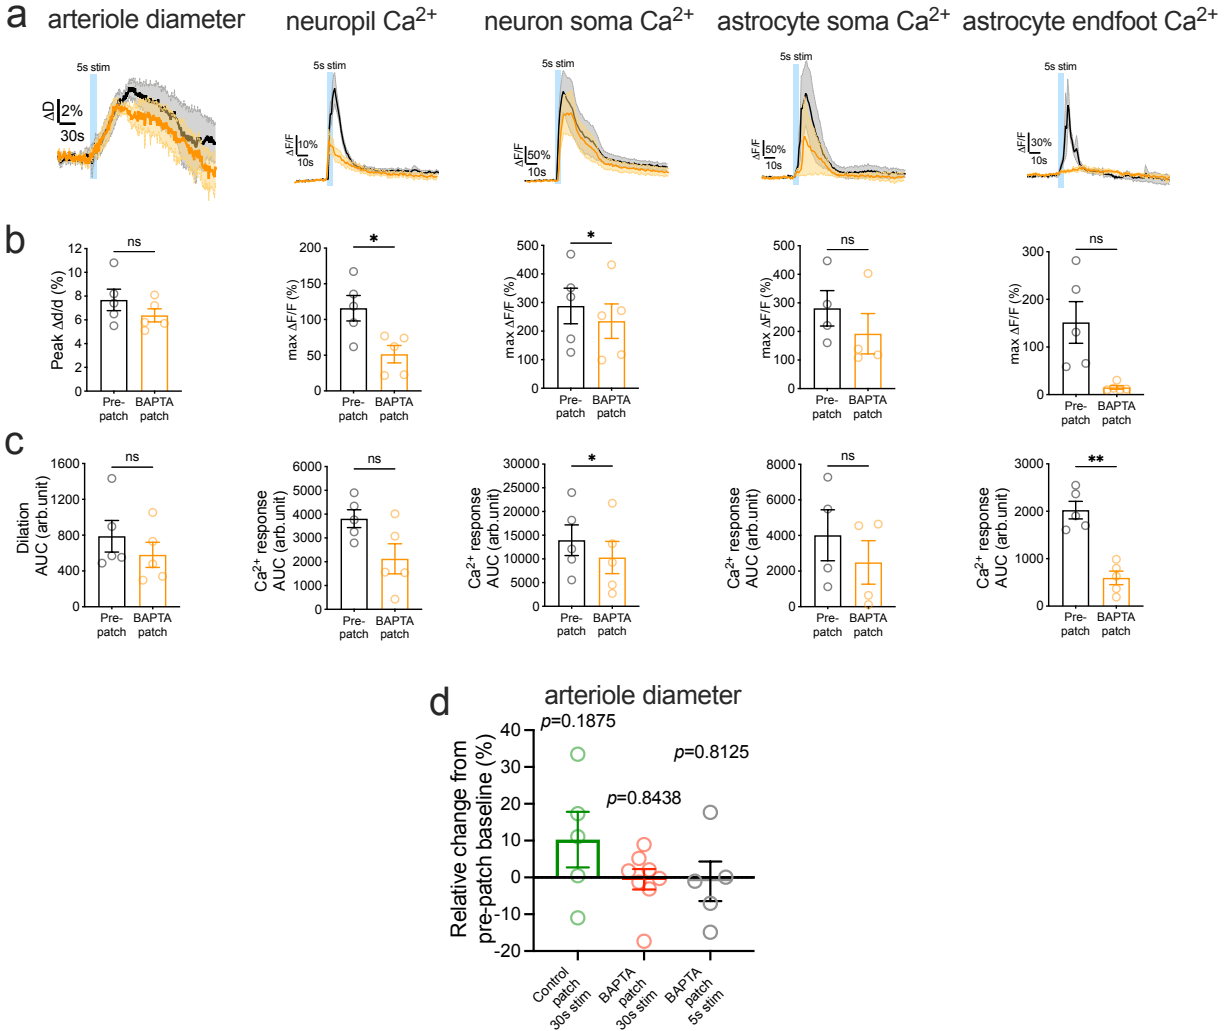 a
arteriole diameter
neuropil Ca2+
neuron soma Ca2+
astrocyte soma Ca2+
astrocyte endfoot Ca2+
5s stim
ΔD
2%
30s
5s stim
ΔF/F
10%
10s
5s stim
ΔF/F
50%
10s
5s stim
ΔF/F
50%
10s
5s stim
ΔF/F
30%
10s
b
Peak Δd/d (%)
12
10
8
6
4
2
0
ns
Pre-
patch
BAPTA
patch
max ΔF/F (%)
200
150
100
50
0
*
Pre-
patch
BAPTA
patch
max ΔF/F (%)
500
400
300
200
100
0
*
Pre-
patch
BAPTA
patch
max ΔF/F (%)
500
400
300
200
100
0
ns
Pre-
patch
BAPTA
patch
max ΔF/F (%)
300
200
100
0
ns
Pre-
patch
BAPTA
patch
c
Dilation
AUC (arb.unit)
1600
1200
800
400
0
ns
Pre-
patch
BAPTA
patch
Ca2+ response
AUC (arb.unit)
6000
5000
4000
3000
2000
1000
0
ns
Pre-
patch
BAPTA
patch
Ca2+ response
AUC (arb.unit)
30000
25000
20000
15000
10000
5000
0
*
Pre-
patch
BAPTA
patch
Ca2+ response
AUC (arb.unit)
8000
6000
4000
2000
0
ns
Pre-
patch
BAPTA
patch
Ca2+ response
AUC (arb.unit)
3000
2000
1000
0
**
Pre-
patch
BAPTA
patch
d
arteriole diameter
Relative change from
pre-patch baseline (%)
40
30
20
10
0
-10
-20
p=0.1875
p=0.8438
p=0.8125
Control
patch
30s stim
BAPTA
patch
30s stim
BAPTA
patch
5s stim